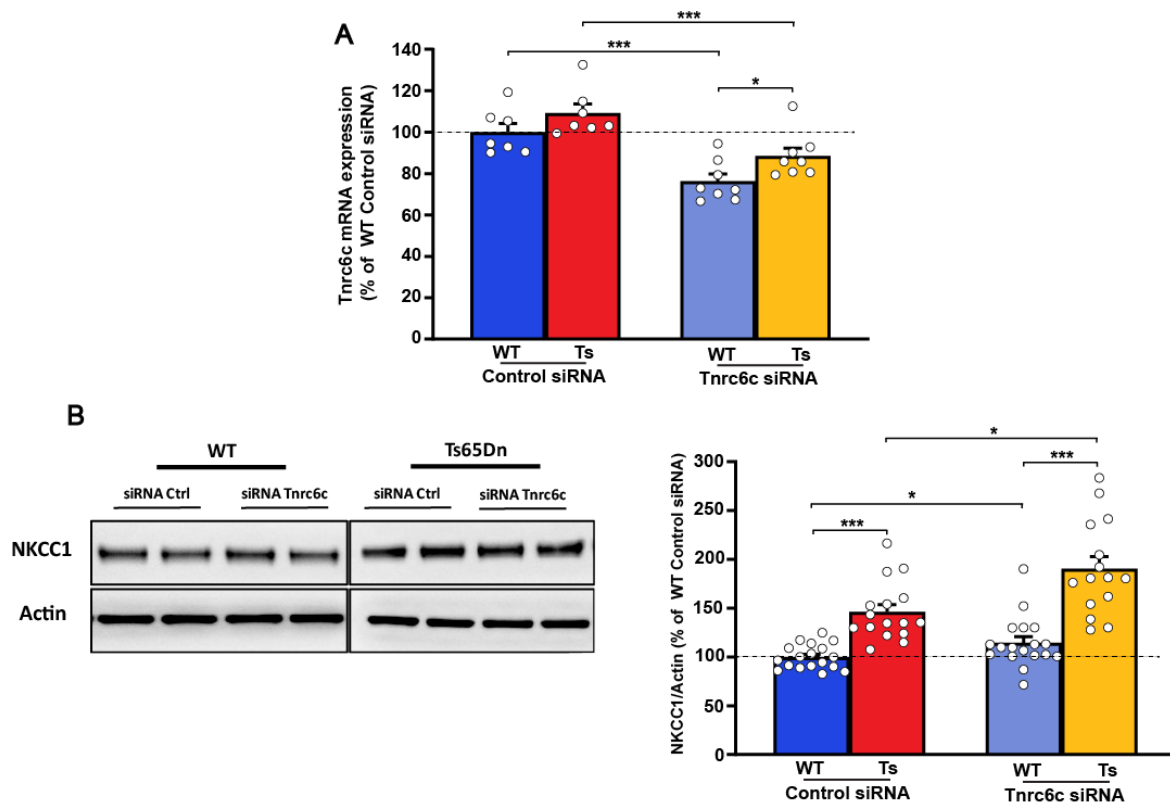 A
***
***
*
Tnrc6c mRNA expression
(% of WT Control siRNA)
140
120
100
80
60
40
20
0
WT Ts WT Ts
Control siRNA Tnrc6c siRNA
B
WT Ts65Dn
siRNA Ctrl siRNA Tnrc6c siRNA Ctrl siRNA Tnrc6c
NKCC1
Actin
*
***
*
***
NKCC1/Actin (% of WT Control siRNA)
300
250
200
150
100
50
0
WT Ts WT Ts
Control siRNA Tnrc6c siRNA